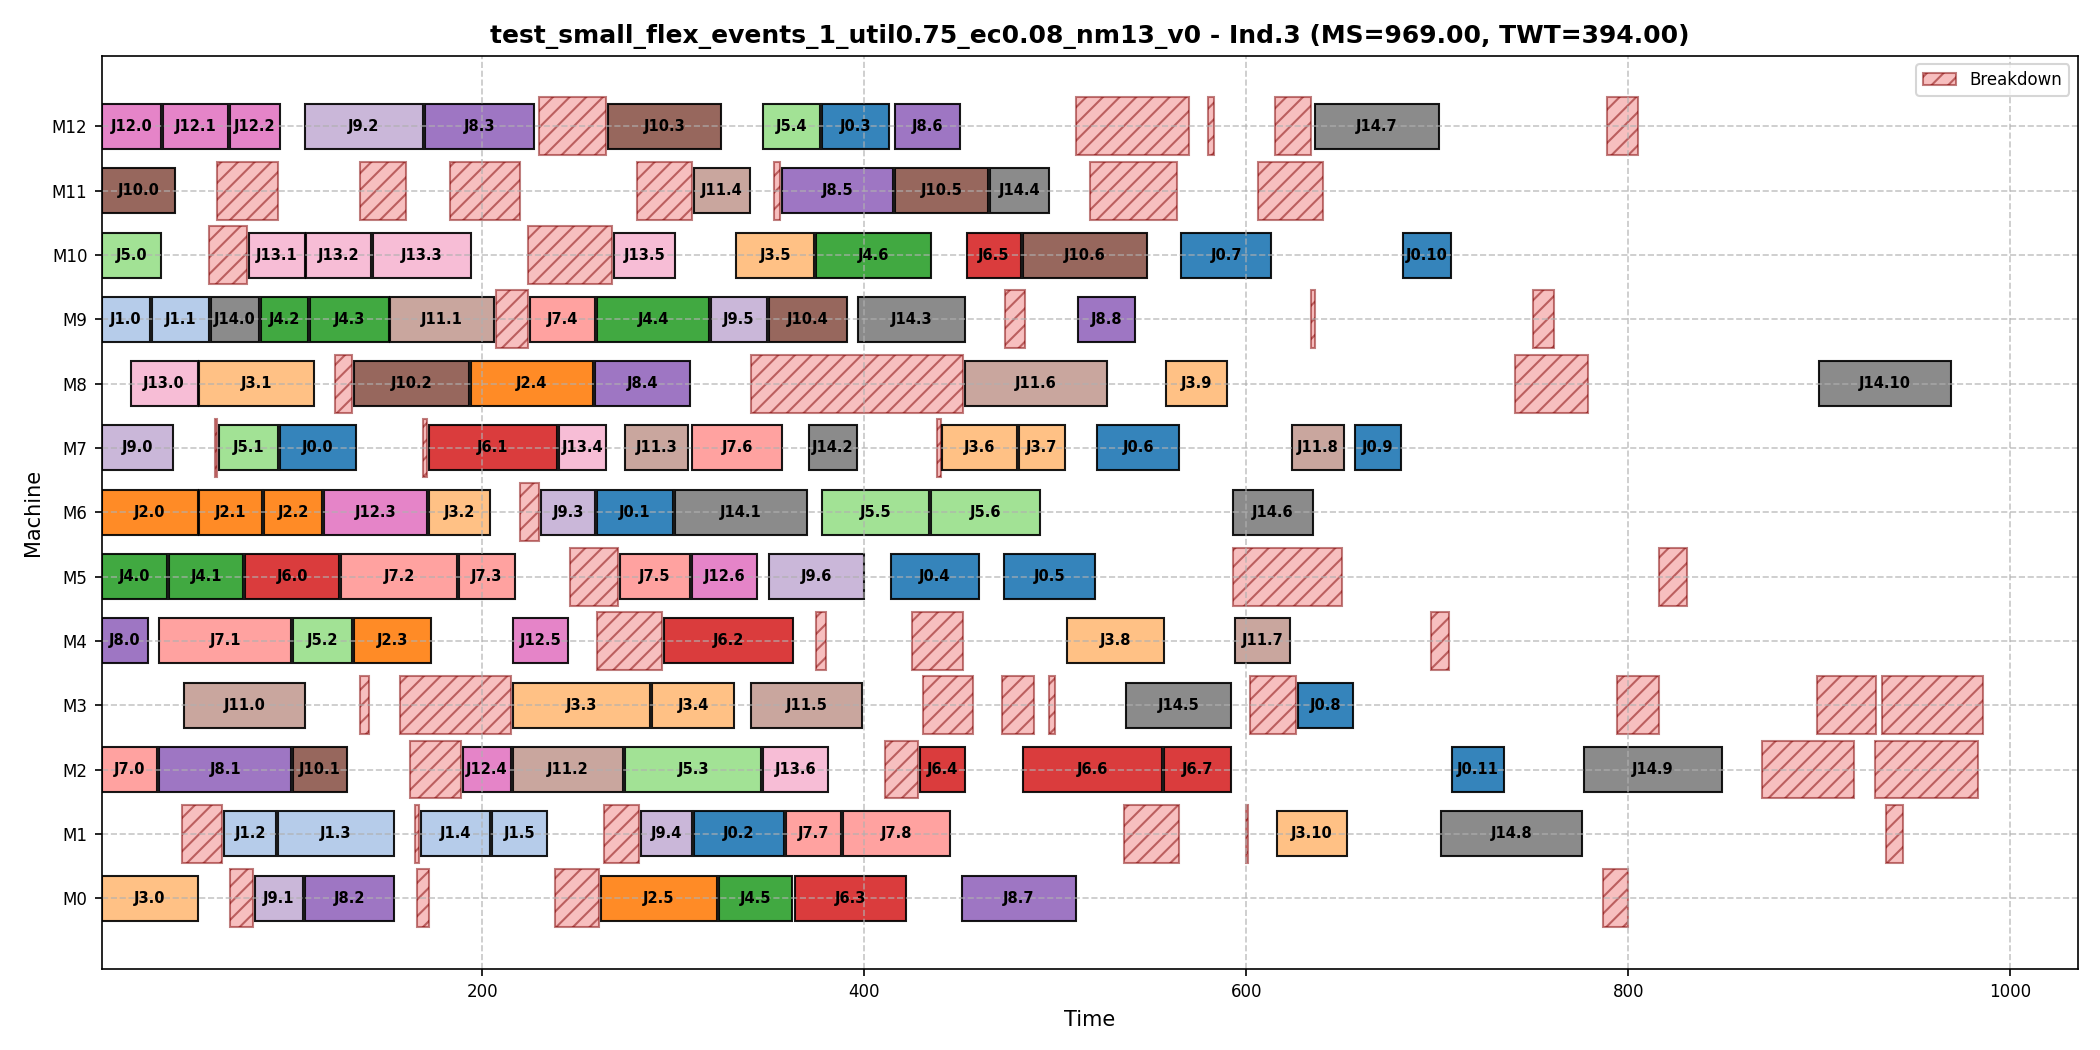 test_small_flex_events_1_util0.75_ec0.08_nm13_v0 - Ind.3 (MS=969.00, TWT=394.00)
Breakdown
M12 J12.0 J12.1 J12.2 J9.2 J8.3 J10.3 J5.4 J0.3 J8.6 J14.7
M11 J10.0 J11.4 J8.5 J10.5 J14.4
M10 J5.0 J13.1 J13.2 J13.3 J13.5 J3.5 J4.6 J6.5 J10.6 J0.7 J0.10
M9 J1.0 J1.1 J14.0 J4.2 J4.3 J11.1 J7.4 J4.4 J9.5 J10.4 J14.3 J8.8
M8 J13.0 J3.1 J10.2 J2.4 J8.4 J11.6 J3.9 J14.10
M7 J9.0 J5.1 J0.0 J6.1 J13.4 J11.3 J7.6 J14.2 J3.6 J3.7 J0.6 J11.8 J0.9
M6 J2.0 J2.1 J2.2 J12.3 J3.2 J9.3 J0.1 J14.1 J5.5 J5.6 J14.6
M5 J4.0 J4.1 J6.0 J7.2 J7.3 J7.5 J12.6 J9.6 J0.4 J0.5
M4 J8.0 J7.1 J5.2 J2.3 J12.5 J6.2 J3.8 J11.7
M3 J11.0 J3.3 J3.4 J11.5 J14.5 J0.8
M2 J7.0 J8.1 J10.1 J12.4 J11.2 J5.3 J13.6 J6.4 J6.6 J6.7 J0.11 J14.9
M1 J1.2 J1.3 J1.4 J1.5 J9.4 J0.2 J7.7 J7.8 J3.10 J14.8
M0 J3.0 J9.1 J8.2 J2.5 J4.5 J6.3 J8.7
200 400 600 800 1000
Time
Machine